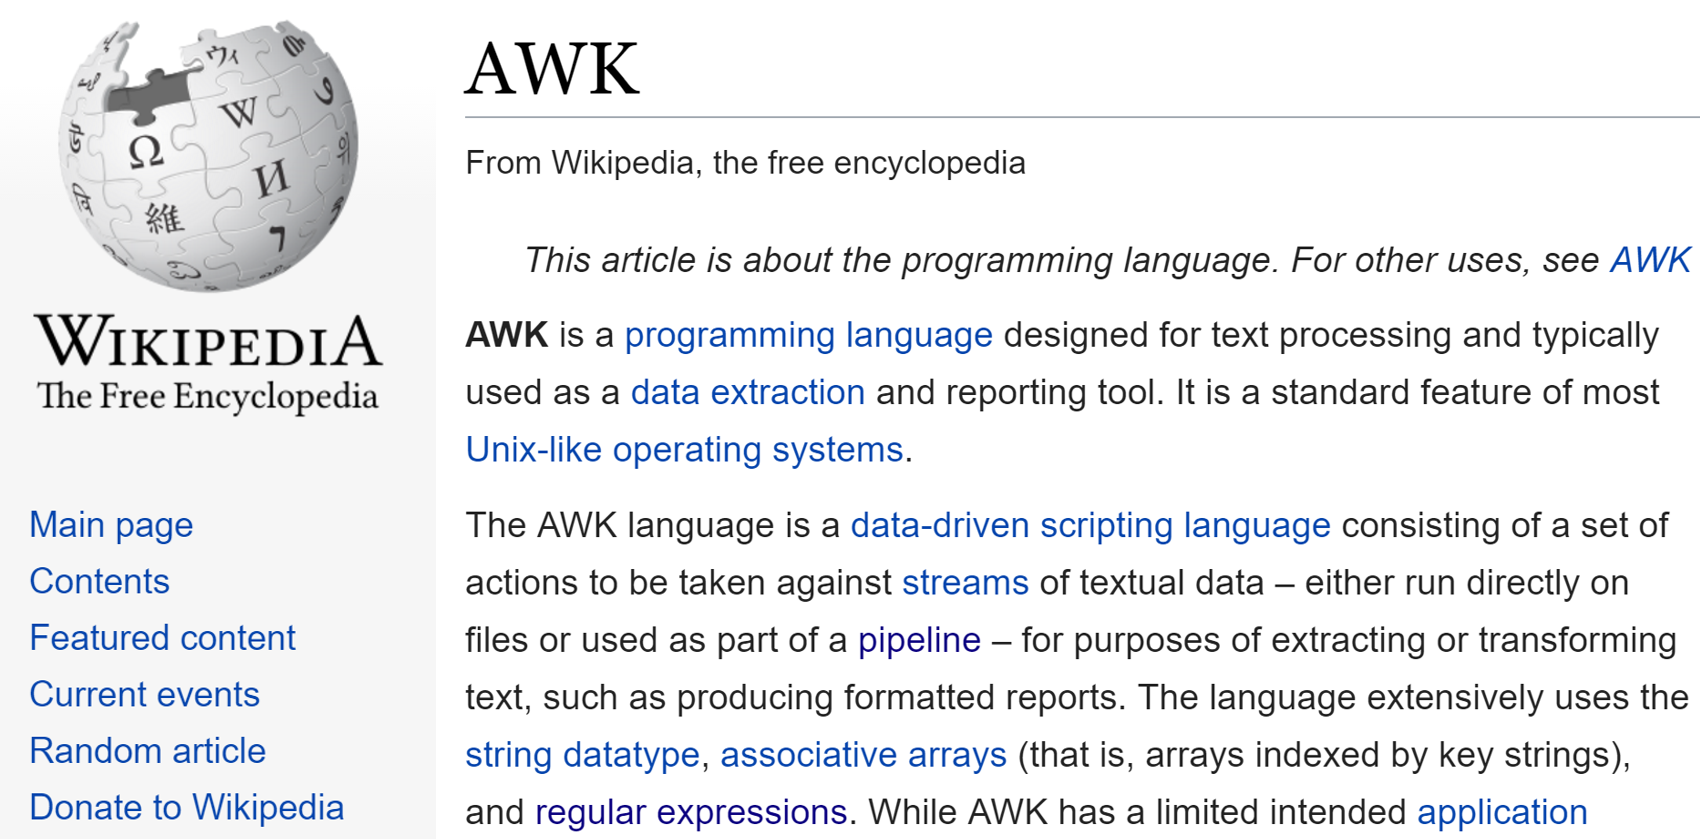 ウィ
W
Ω
И
維
WIKIPEDIA
The Free Encyclopedia
Main page
Contents
Featured content
Current events
Random article
Donate to Wikipedia
AWK
From Wikipedia, the free encyclopedia
This article is about the programming language. For other uses, see AWK
AWK is a programming language designed for text processing and typically
used as a data extraction and reporting tool. It is a standard feature of most
Unix-like operating systems.
The AWK language is a data-driven scripting language consisting of a set of
actions to be taken against streams of textual data – either run directly on
files or used as part of a pipeline – for purposes of extracting or transforming
text, such as producing formatted reports. The language extensively uses the
string datatype, associative arrays (that is, arrays indexed by key strings),
and regular expressions. While AWK has a limited intended application